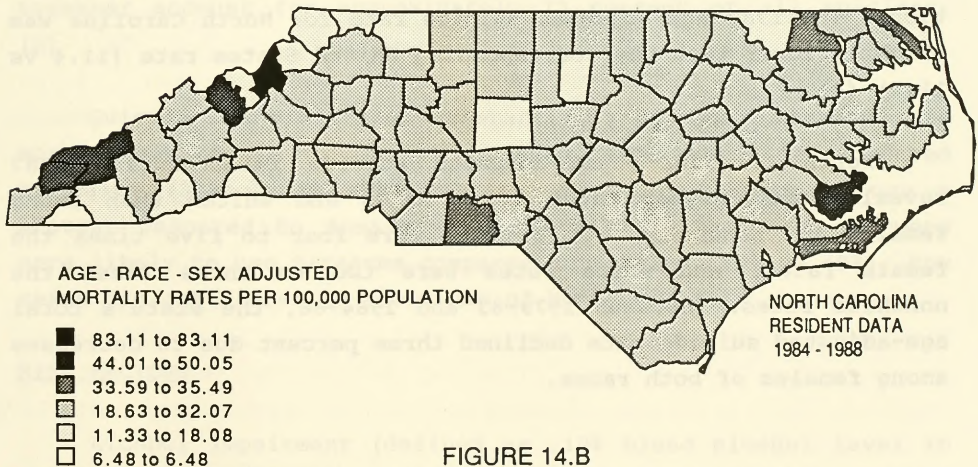 AGE - RACE - SEX ADJUSTED
MORTALITY RATES PER 100,000 POPULATION
83.11 to 83.11
44.01 to 50.05
33.59 to 35.49
18.63 to 32.07
11.33 to 18.08
6.48 to 6.48
NORTH CAROLINA
RESIDENT DATA
1984 - 1988
FIGURE 14.B